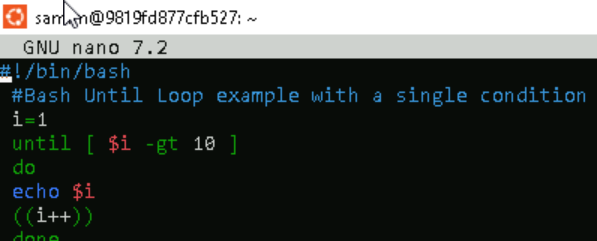 @9819fd877cfb527: ~
GNU nano 7.2
#!/bin/bash
#Bash Until Loop example with a single condition
i=1
until [ $i -gt 10 ]
do
echo $i
((i++))
done